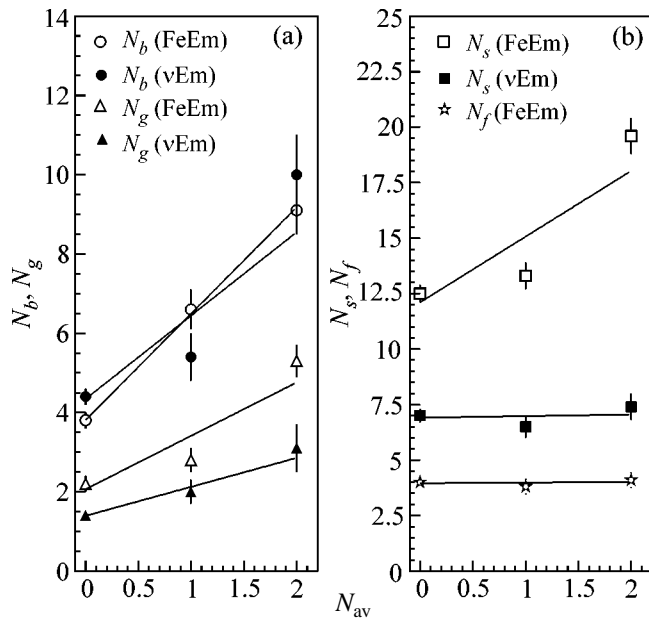 14
12
10
8
6
4
2
0
N_b, N_g
N_b (FeEm)
N_b (νEm)
N_g (FeEm)
N_g (νEm)
(a)
0 0.5 1 1.5 2
25
22.5
20
17.5
15
12.5
10
7.5
5
2.5
0
N_s, N_f
N_s (FeEm)
N_s (νEm)
N_f (FeEm)
(b)
0 0.5 1 1.5 2
N_av